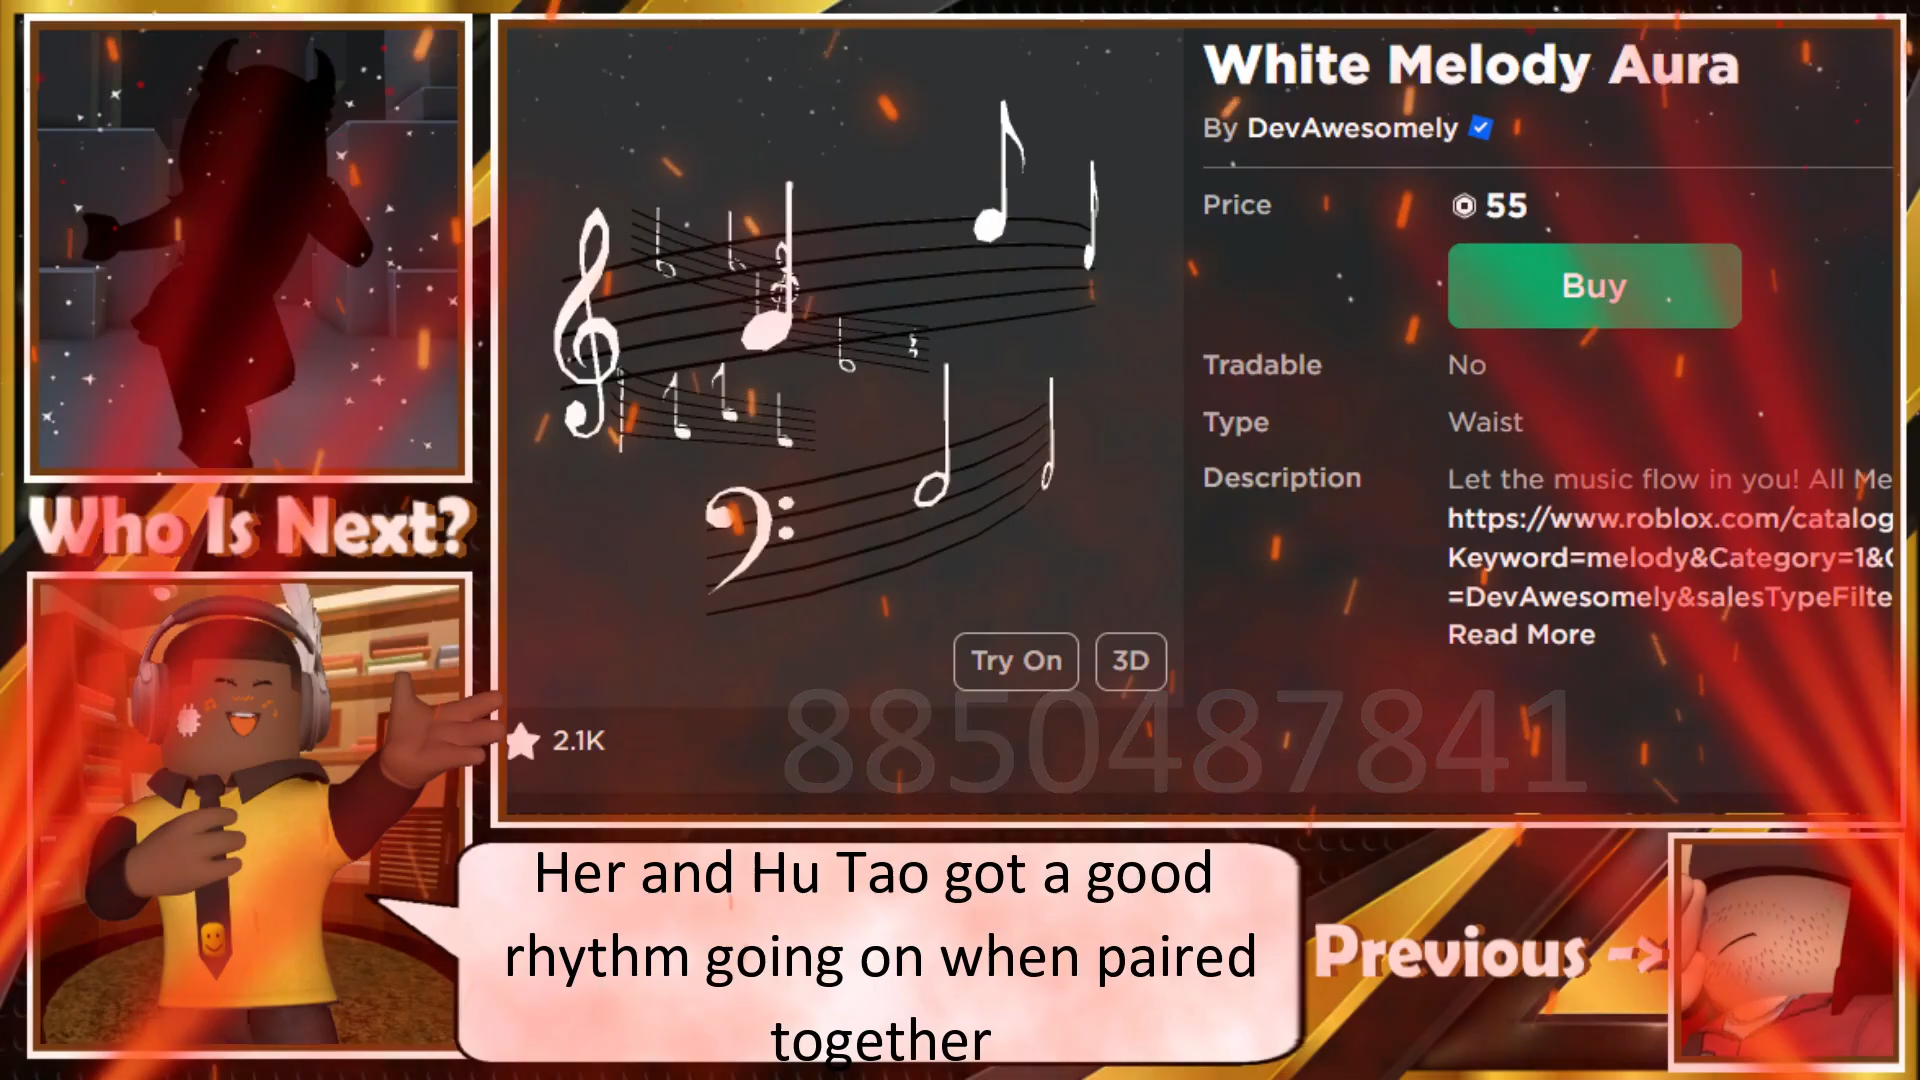 White Melody Aura
By DevAwesomely
Price 55
Buy
Tradable No
Type Waist
Description Let the music flow in you! All Me
https://www.roblox.com/catalog
Keyword=melody&Category=1&
=DevAwesomely&salesTypeFilte
Read More
Try On 3D
2.1K
8850487841
Who Is Next?
Her and Hu Tao got a good
rhythm going on when paired
together
Previous ->